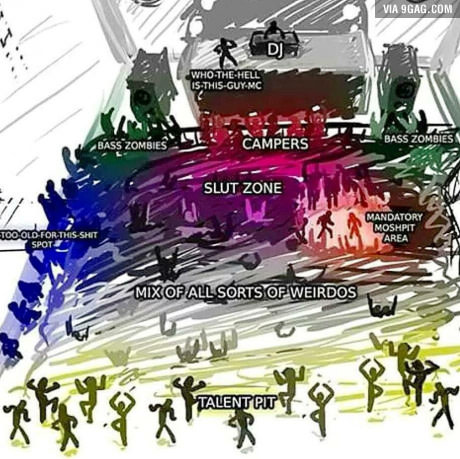 VIA 9GAG.COM
DJ
WHO-THE-HELL
IS-THIS-GUY-MC
BASS ZOMBIES
CAMPERS
BASS ZOMBIES
SLUT ZONE
-TOO-OLD-FOR-THIS-SHIT
SPOT
MANDATORY
MOSHPIT
AREA
MIX OF ALL SORTS OF WEIRDOS
TALENT PIT